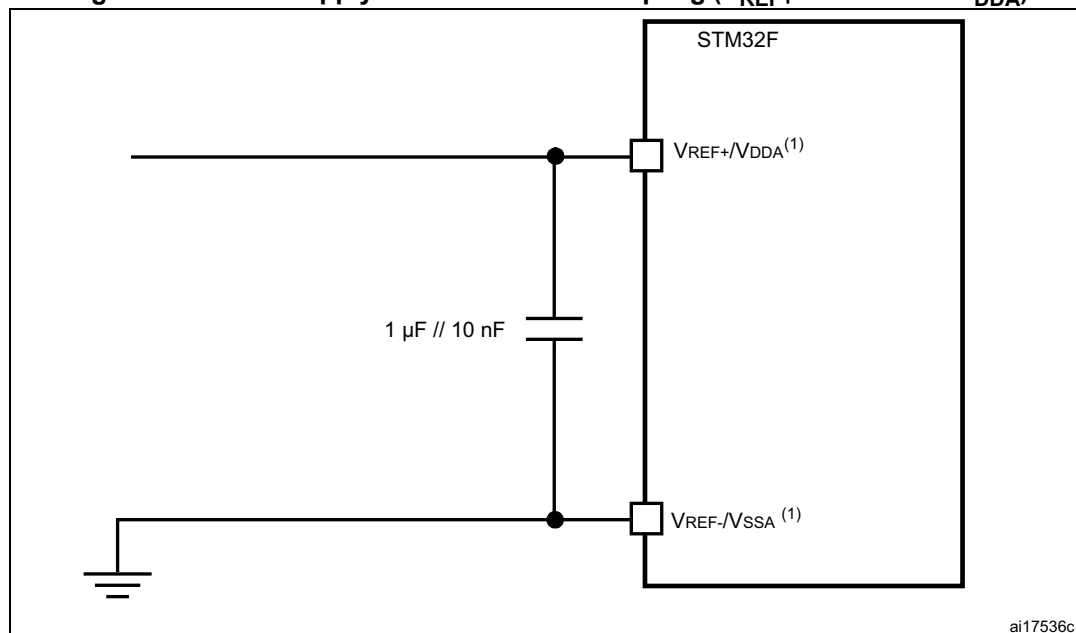 STM32F
VREF+/VDDA(1)
1 µF // 10 nF
VREF-/VSSA (1)
ai17536c